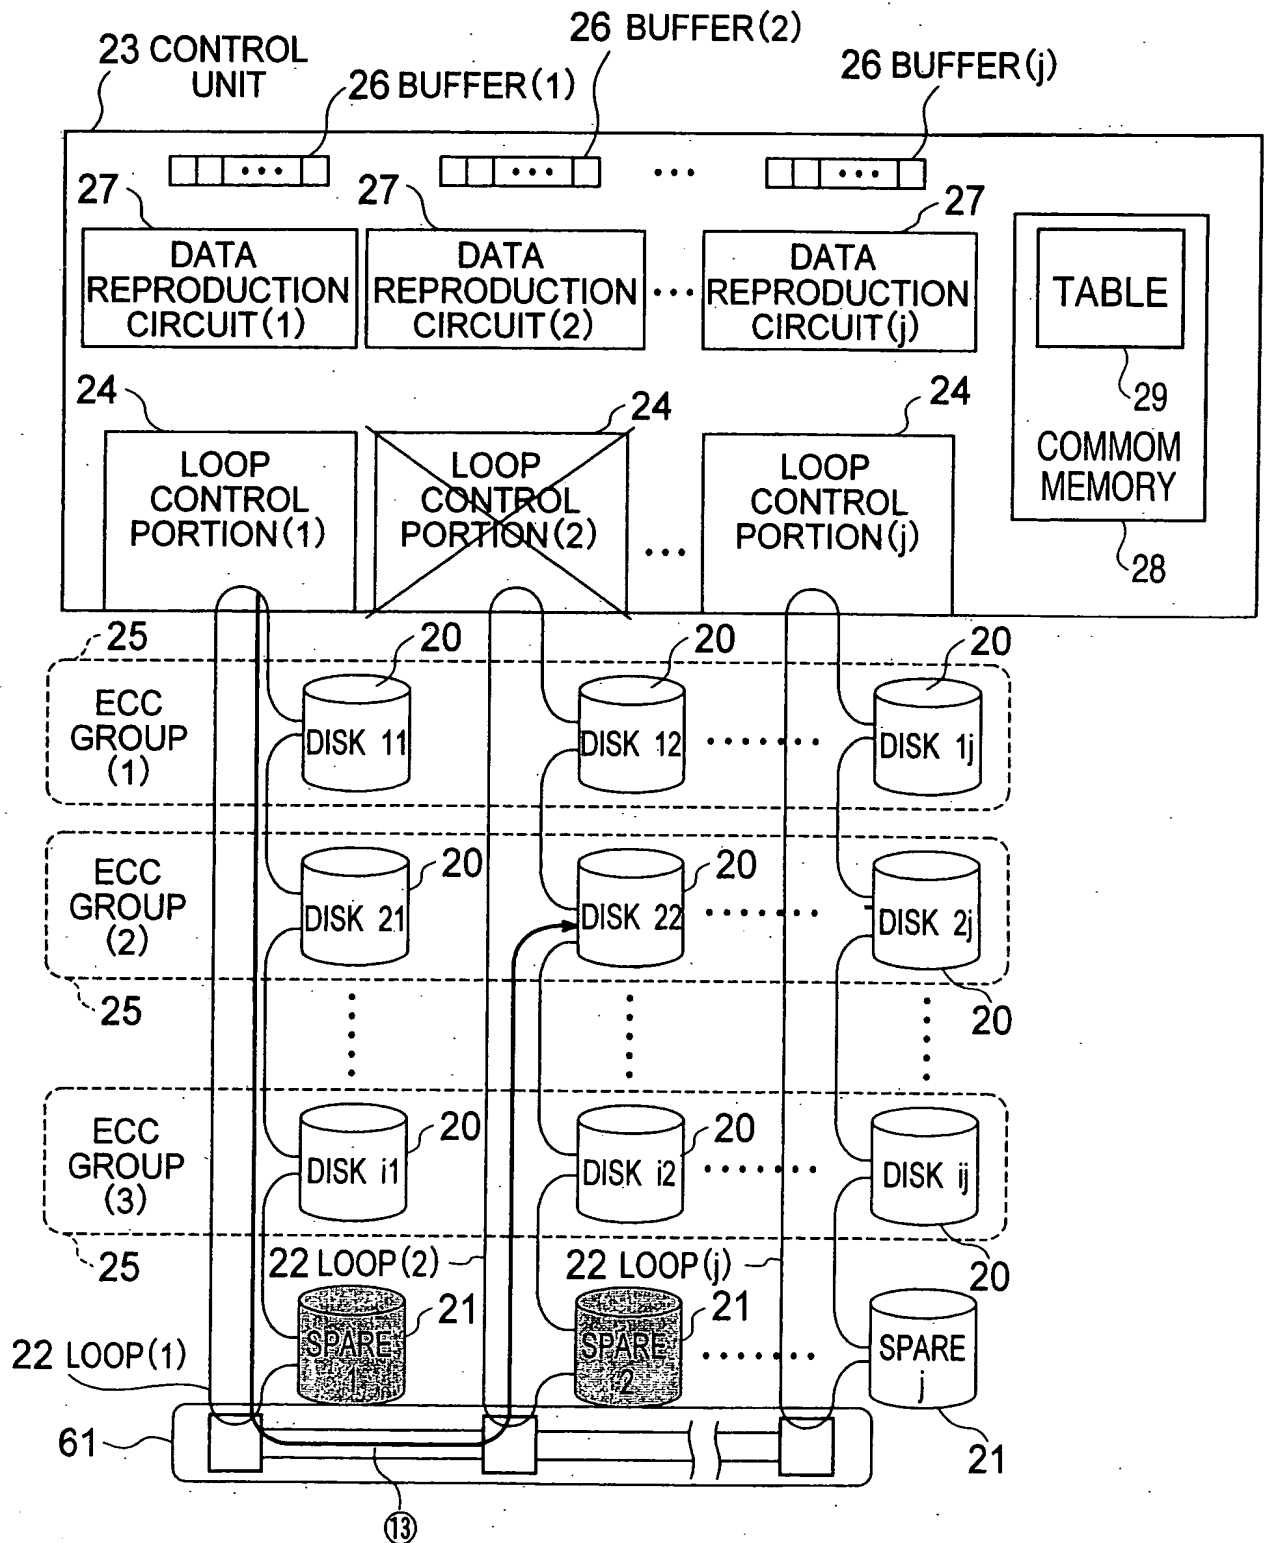 23 CONTROL
UNIT
26 BUFFER(1)
26 BUFFER(2)
26 BUFFER(j)
27
27
27
DATA
REPRODUCTION
CIRCUIT(1)
DATA
REPRODUCTION
CIRCUIT(2)
DATA
REPRODUCTION
CIRCUIT(j)
TABLE
29
COMMOM
MEMORY
28
24
24
24
LOOP
CONTROL
PORTION(1)
LOOP
CONTROL
PORTION(2)
LOOP
CONTROL
PORTION(j)
25
20
20
20
ECC
GROUP
(1)
DISK 11
DISK 12
DISK 1j
ECC
GROUP
(2)
20
20
DISK 21
DISK 22
DISK 2j
25
20
ECC
GROUP
(3)
20
20
DISK i1
DISK i2
DISK ij
25
20
22 LOOP(2)
22 LOOP(j)
22 LOOP(1)
21
21
SPARE
1
SPARE
2
SPARE
j
61
21
⑬